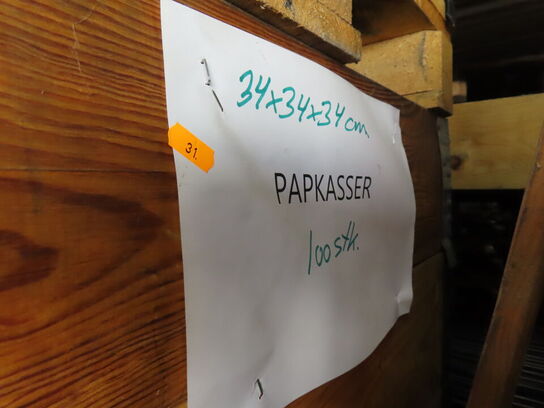 34x34x34 cm
31.
PAPKASSER
100 stk.